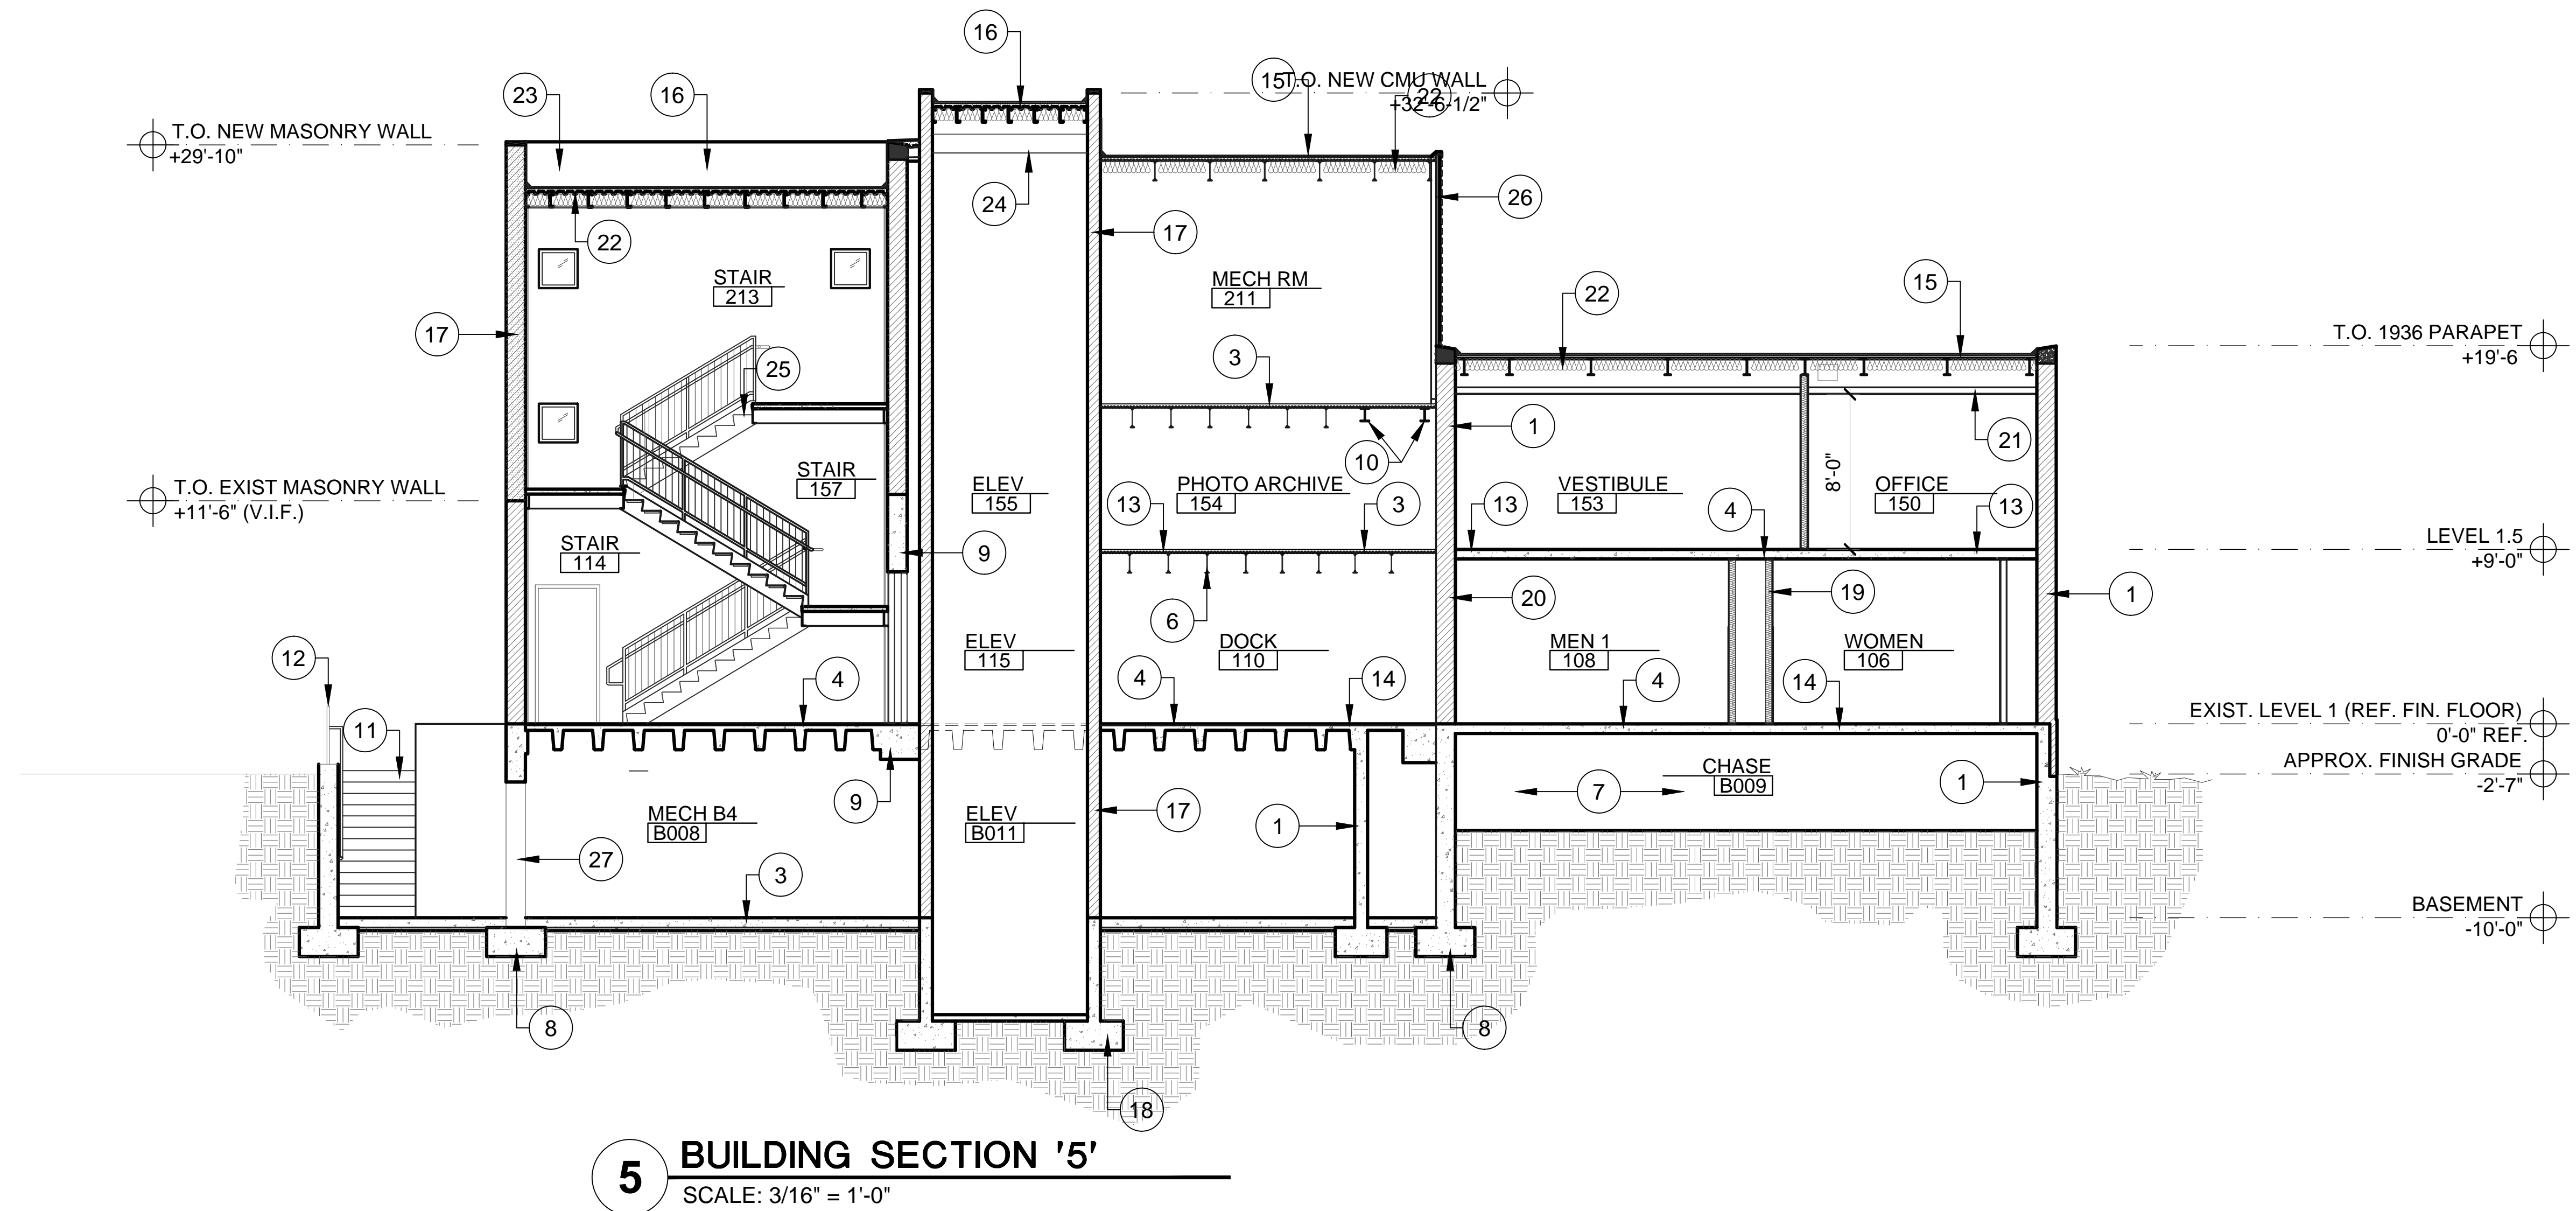 16
15
T.O. NEW CMU WALL
+32'-6-1/2"
22
23
16
T.O. NEW MASONRY WALL
+29'-10"
24
26
17
22
STAIR
213
MECH RM
211
22
15
17
T.O. 1936 PARAPET
+19'-6
3
25
1
21
10
8'-0"
STAIR
157
ELEV
155
PHOTO ARCHIVE
154
VESTIBULE
153
OFFICE
150
T.O. EXIST MASONRY WALL
+11'-6" (V.I.F.)
13
3
13
4
13
STAIR
114
9
LEVEL 1.5
+9'-0"
6
20
19
1
ELEV
115
DOCK
110
MEN 1
108
WOMEN
106
12
4
4
14
4
14
11
EXIST. LEVEL 1 (REF. FIN. FLOOR)
0'-0" REF.
APPROX. FINISH GRADE
-2'-7"
CHASE
B009
7
1
9
MECH B4
B008
ELEV
B011
17
1
27
3
BASEMENT
-10'-0"
8
8
18
5
BUILDING SECTION '5'
SCALE: 3/16" = 1'-0"